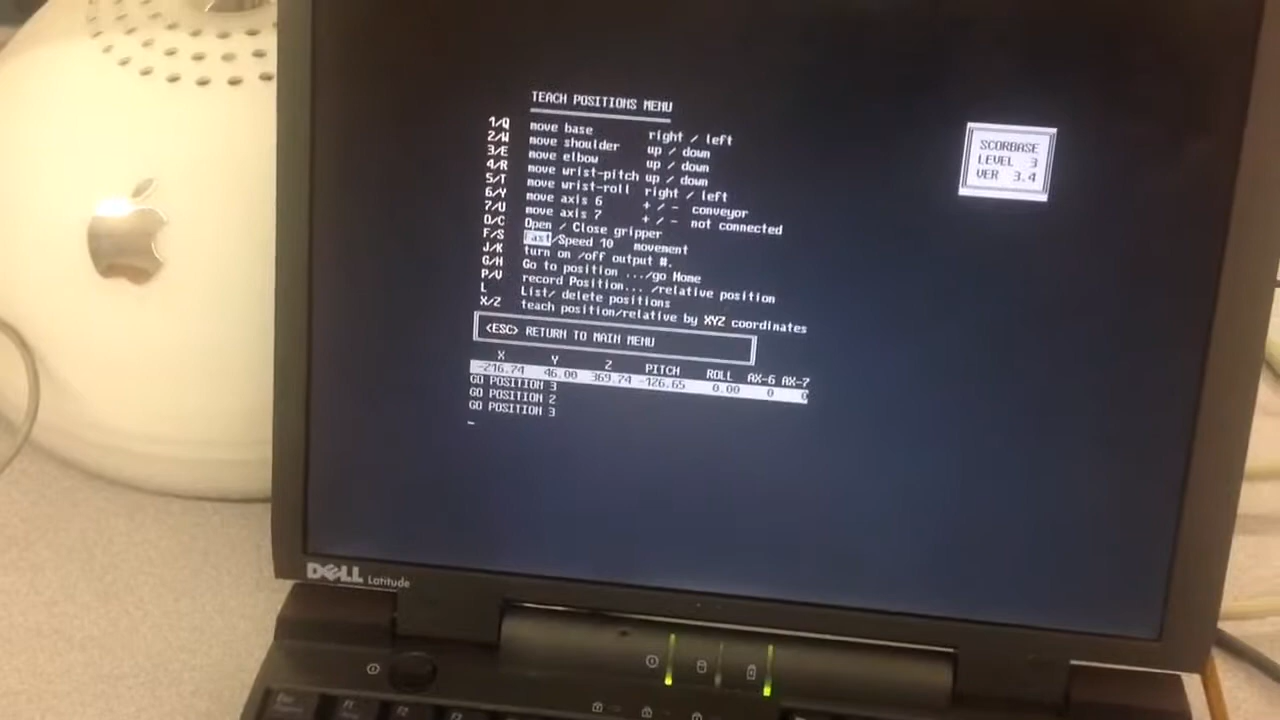 TEACH POSITIONS MENU
1/Q move base right / left
2/W move shoulder up / down
3/E move elbow up / down
4/R move wrist-pitch up / down
5/T move wrist-roll right / left
6/Y move axis 6 + / - conveyor
7/U move axis 7 + / - not connected
O/C Open / Close gripper
F/S Fast/Speed 10 movement
J/K turn on /off output #.
G/H Go to position .../go Home
P/V record Position... /relative position
L List/ delete positions
X/Z teach position/relative by XYZ coordinates
<ESC> RETURN TO MAIN MENU
X Y Z PITCH ROLL AX-6 AX-7
-216.74 46.00 369.74 -126.65 0.00 0 0
GO POSITION 3
GO POSITION 2
GO POSITION 3
_
SCORBASE
LEVEL 3
VER 3.4
DELL Latitude